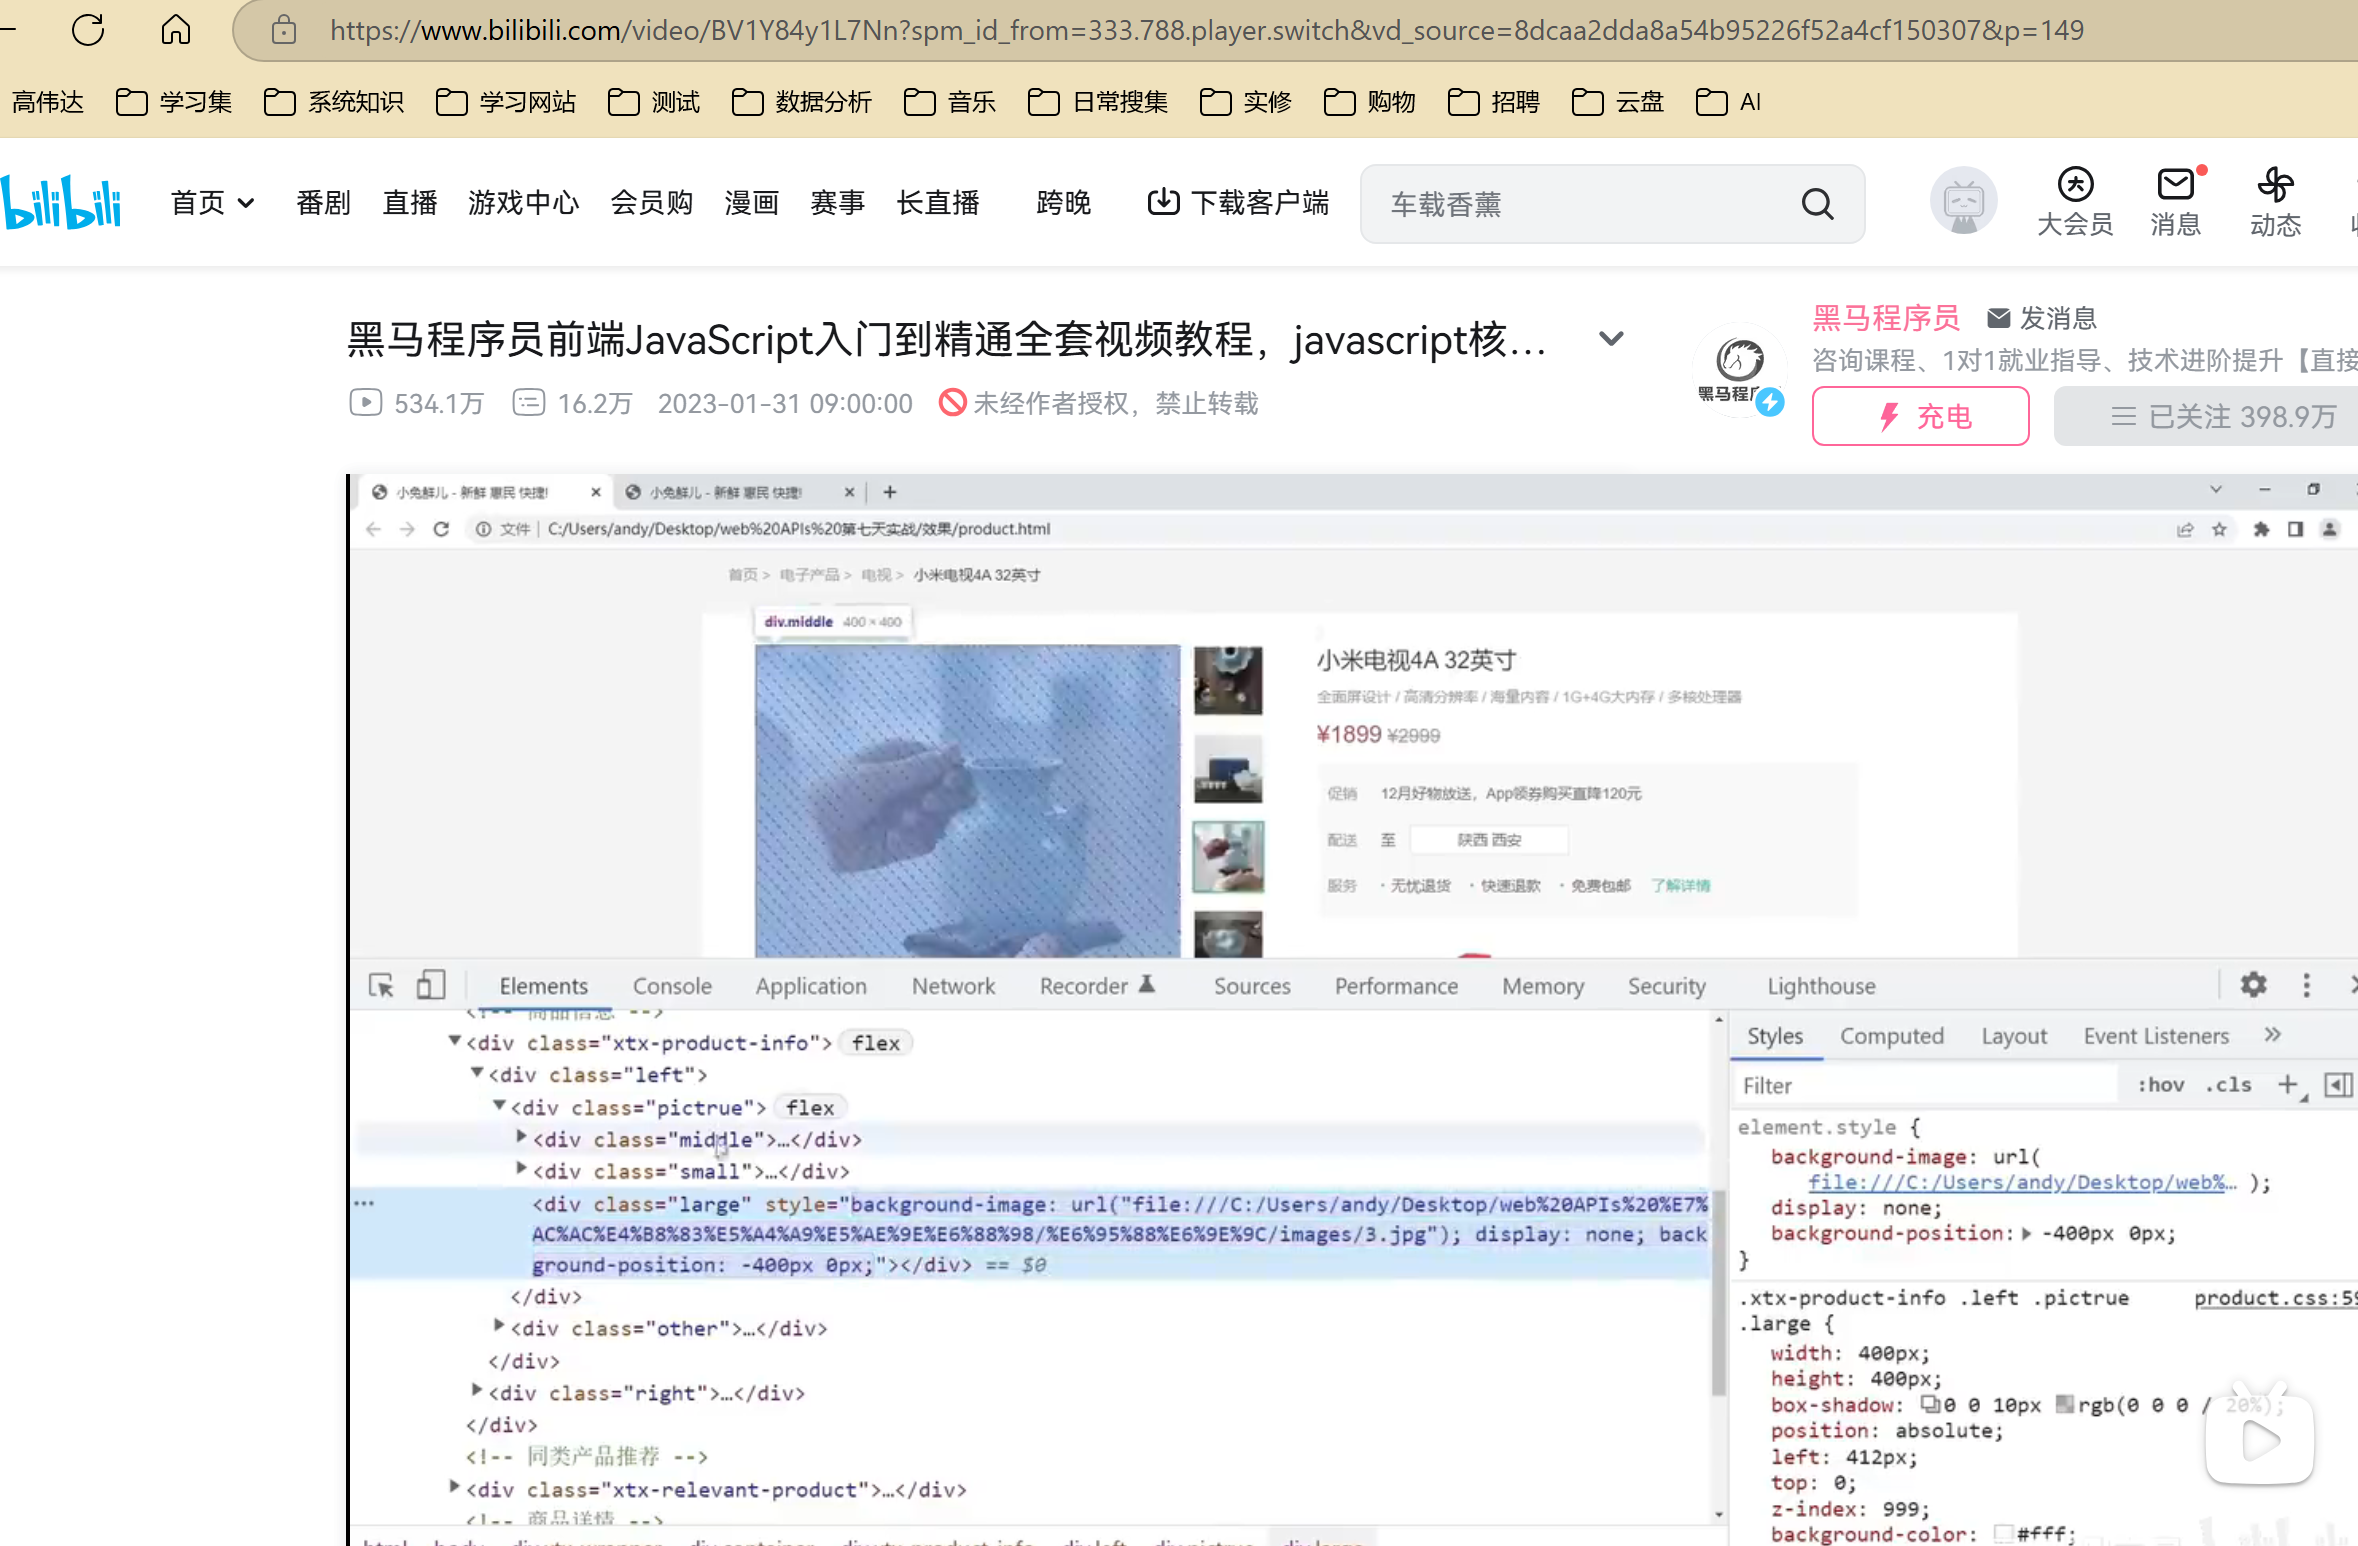 https://www.bilibili.com/video/BV1Y84y1L7Nn?spm_id_from=333.788.player.switch&vd_source=8dcaa2dda8a54b95226f52a4cf150307&p=149
高伟达 学习集 系统知识 学习网站 测试 数据分析 音乐 日常搜集 实修 购物 招聘 云盘 AI
bilibili 首页 番剧 直播 游戏中心 会员购 漫画 赛事 长直播 跨晚 下载客户端 车载香薰 大会员 消息 动态
黑马程序员前端JavaScript入门到精通全套视频教程，javascript核...
534.1万 16.2万 2023-01-31 09:00:00 未经作者授权，禁止转载
黑马程序员 发消息
咨询课程、1对1就业指导、技术进阶提升【直接
充电 已关注 398.9万
小兔鲜儿 - 新鲜 惠民 快捷! 小兔鲜儿 - 新鲜 惠民 快捷!
文件 | C:/Users/andy/Desktop/web%20APIs%20第七天实战/效果/product.html
首页 > 电子产品 > 电视 > 小米电视4A 32英寸
div.middle 400 × 400
小米电视4A 32英寸
全面屏设计 / 高清分辨率 / 海量内容 / 1G+4G大内存 / 多核处理器
¥1899 ¥2999
促销 12月好物放送，App领券购买直降120元
配送 至 陕西 西安
服务 · 无忧退货 · 快速退款 · 免费包邮 了解详情
Elements Console Application Network Recorder Sources Performance Memory Security Lighthouse
<!-- 商品信息 -->
<div class="xtx-product-info"> flex
<div class="left">
<div class="pictrue"> flex
<div class="middle">…</div>
<div class="small">…</div>
<div class="large" style="background-image: url("file:///C:/Users/andy/Desktop/web%20APIs%20%E7%
AC%AC%E4%B8%83%E5%A4%A9%E5%AE%9E%E6%88%98/%E6%95%88%E6%9E%9C/images/3.jpg"); display: none; back
ground-position: -400px 0px;"></div> == $0
</div>
<div class="other">…</div>
</div>
<div class="right">…</div>
</div>
<!-- 同类产品推荐 -->
<div class="xtx-relevant-product">…</div>
<!-- 商品详情 -->
Styles Computed Layout Event Listeners
Filter :hov .cls
element.style {
background-image: url(
file:///C:/Users/andy/Desktop/web%… );
display: none;
background-position: -400px 0px;
}
.xtx-product-info .left .pictrue product.css:59
.large {
width: 400px;
height: 400px;
box-shadow: 0 0 10px rgb(0 0 0 / 20%);
position: absolute;
left: 412px;
top: 0;
z-index: 999;
background-color: #fff;